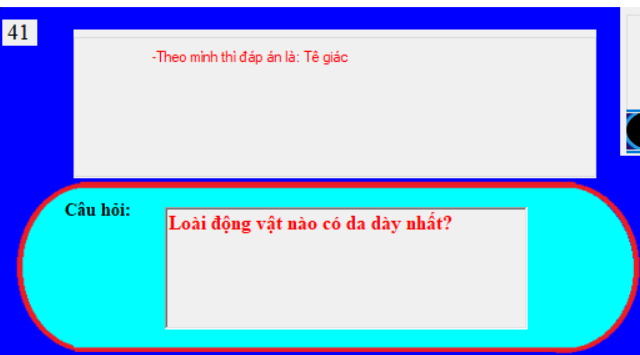 41
-Theo mình thì đáp án là: Tê giác
Câu hỏi:
Loài động vật nào có da dày nhất?